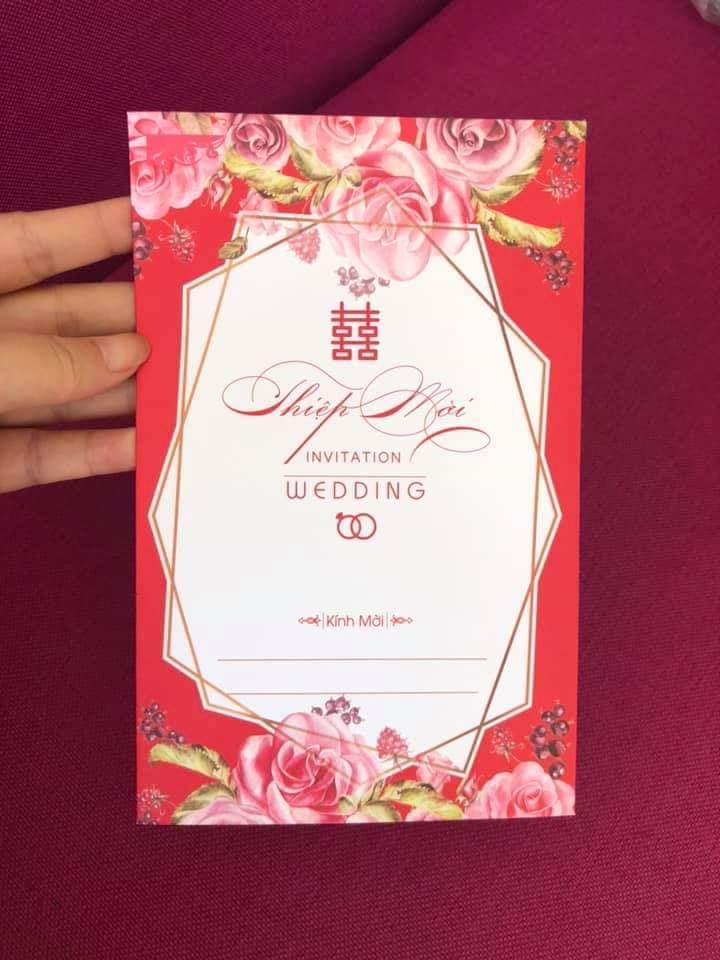 囍
Thiệp Mời
INVITATION
WEDDING
Kính Mời